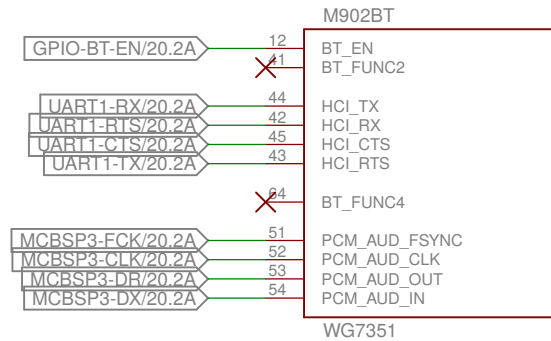 M902BT
GPIO-BT-EN/20.2A 12 BT_EN
41 BT_FUNC2
UART1-RX/20.2A 44 HCI_TX
UART1-RTS/20.2A 42 HCI_RX
UART1-CTS/20.2A 45 HCI_CTS
UART1-TX/20.2A 43 HCI_RTS
64 BT_FUNC4
MCBSP3-FCK/20.2A 51 PCM_AUD_FSYNC
MCBSP3-CLK/20.2A 52 PCM_AUD_CLK
MCBSP3-DR/20.2A 53 PCM_AUD_OUT
MCBSP3-DX/20.2A 54 PCM_AUD_IN
WG7351